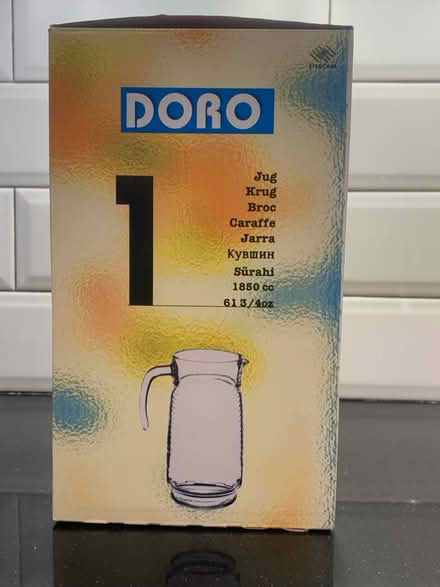 DORO
1
Jug
Krug
Broc
Caraffe
Jarra
Кувшин
Sürahi
1850 cc
61 3/4oz